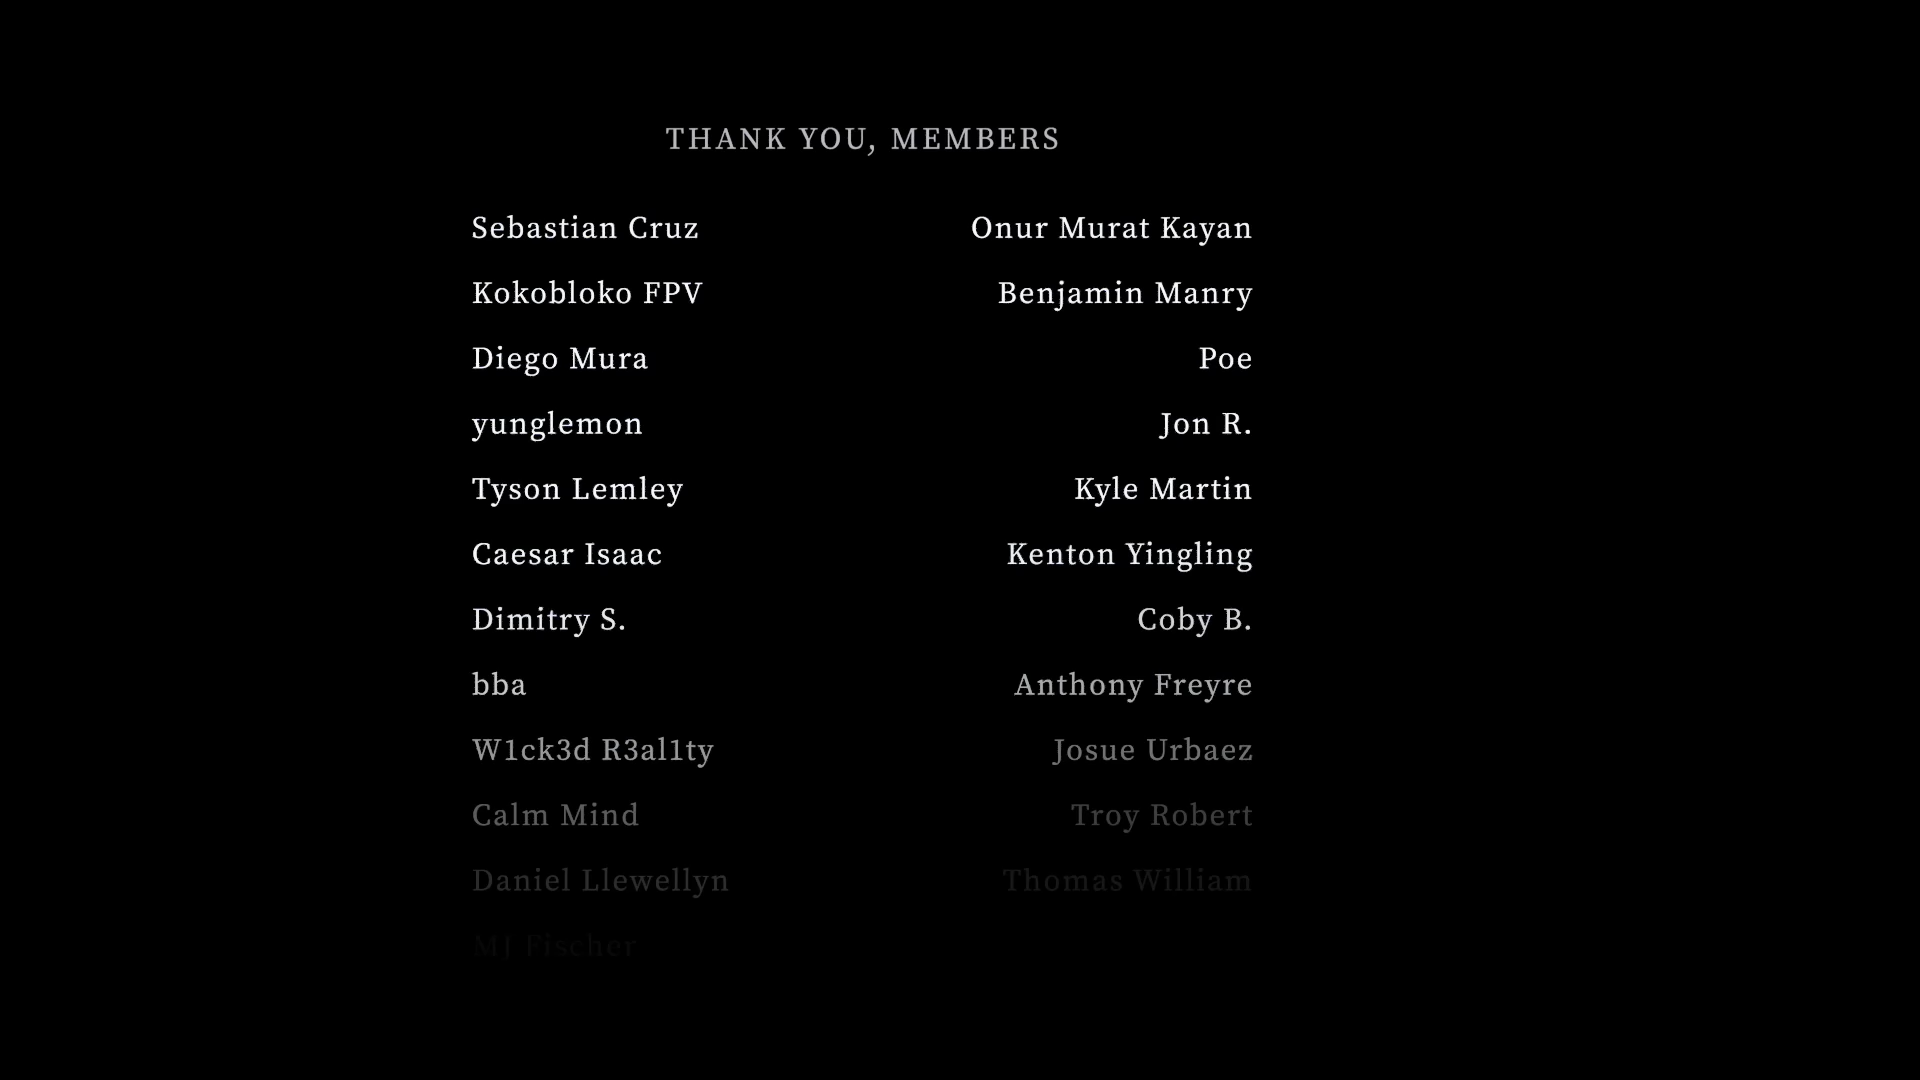 THANK YOU, MEMBERS
Sebastian Cruz Onur Murat Kayan
Kokobloko FPV Benjamin Manry
Diego Mura Poe
yunglemon Jon R.
Tyson Lemley Kyle Martin
Caesar Isaac Kenton Yingling
Dimitry S. Coby B.
bba Anthony Freyre
W1ck3d R3al1ty Josue Urbaez
Calm Mind Troy Robert
Daniel Llewellyn Thomas William
MJ Fischer